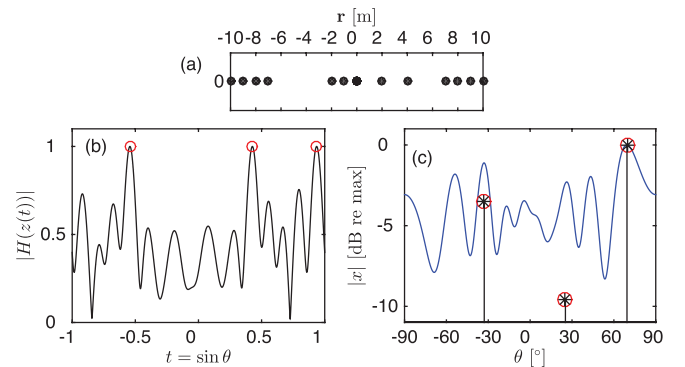 r [m]
-10 -8 -6 -4 -2 0 2 4 6 8 10
(a)
0
(b)
|H(z(t))|
1
0.5
0
-1 -0.5 0 0.5 1
t = sin θ
(c)
|x| [dB re max]
0
-5
-10
-90 -60 -30 0 30 60 90
θ [°]